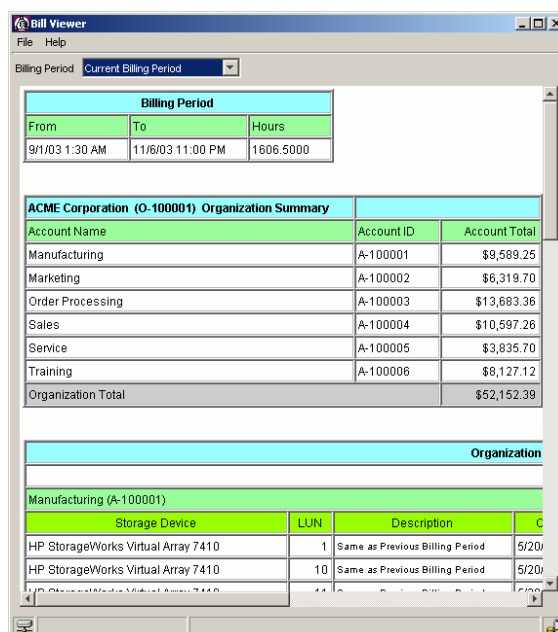 Bill Viewer
File Help
Billing Period Current Billing Period
Billing Period
From To Hours
9/1/03 1:30 AM 11/6/03 11:00 PM 1606.5000
ACME Corporation (O-100001) Organization Summary
Account Name Account ID Account Total
Manufacturing A-100001 $9,589.25
Marketing A-100002 $6,319.70
Order Processing A-100003 $13,683.36
Sales A-100004 $10,597.26
Service A-100005 $3,835.70
Training A-100006 $8,127.12
Organization Total $52,152.39
Organization
Manufacturing (A-100001)
Storage Device LUN Description
HP StorageWorks Virtual Array 7410 1 Same as Previous Billing Period 5/20/
HP StorageWorks Virtual Array 7410 10 Same as Previous Billing Period 5/20/